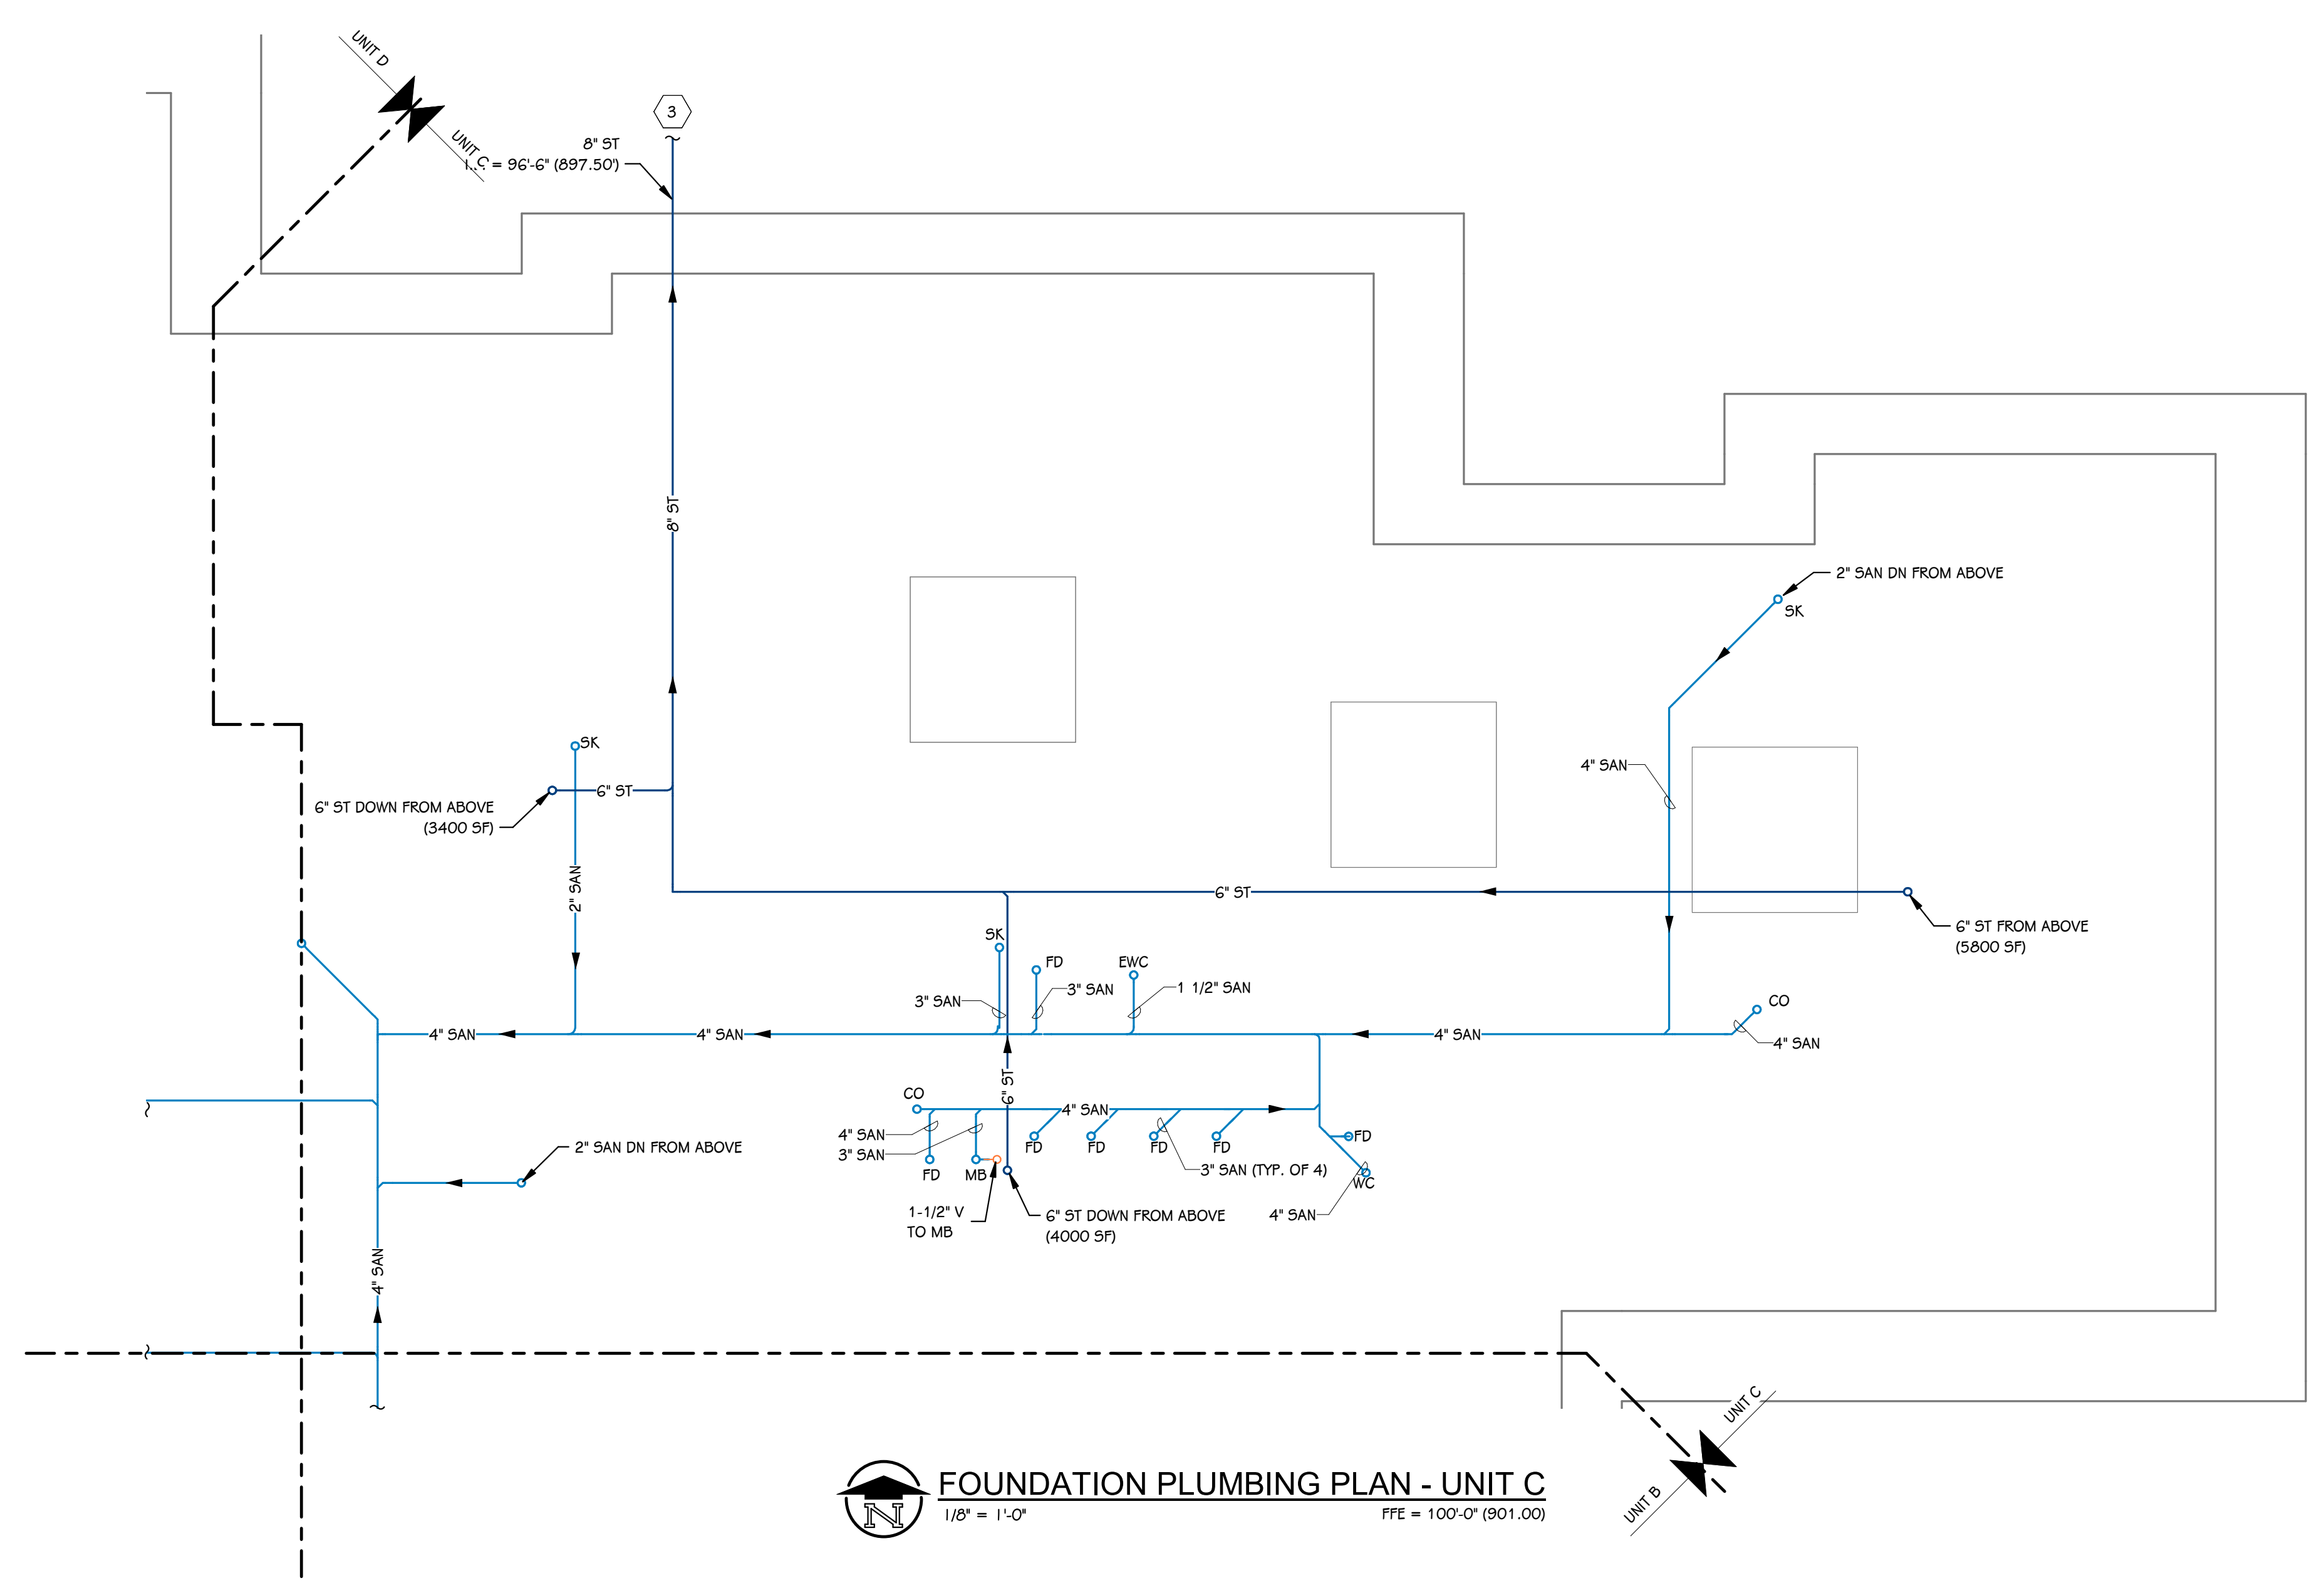 UNIT D
3
UNIT C
8" ST
= 96'-6" (897.50')
8" ST
2" SAN DN FROM ABOVE
SK
SK
4" SAN
6" ST
6" ST DOWN FROM ABOVE
(3400 SF)
2" SAN
6" ST
6" ST FROM ABOVE
(5800 SF)
SK
FD
EWC
3" SAN
3" SAN
1 1/2" SAN
CO
4" SAN
4" SAN
4" SAN
4" SAN
6" ST
CO
4" SAN
4" SAN
3" SAN
FD
MB
FD
FD
FD
FD
FD
3" SAN (TYP. OF 4)
WC
4" SAN
2" SAN DN FROM ABOVE
1-1/2" V
TO MB
6" ST DOWN FROM ABOVE
(4000 SF)
4" SAN
UNIT C
UNIT B
N
FOUNDATION PLUMBING PLAN - UNIT C
1/8" = 1'-0"
FFE = 100'-0" (901.00)